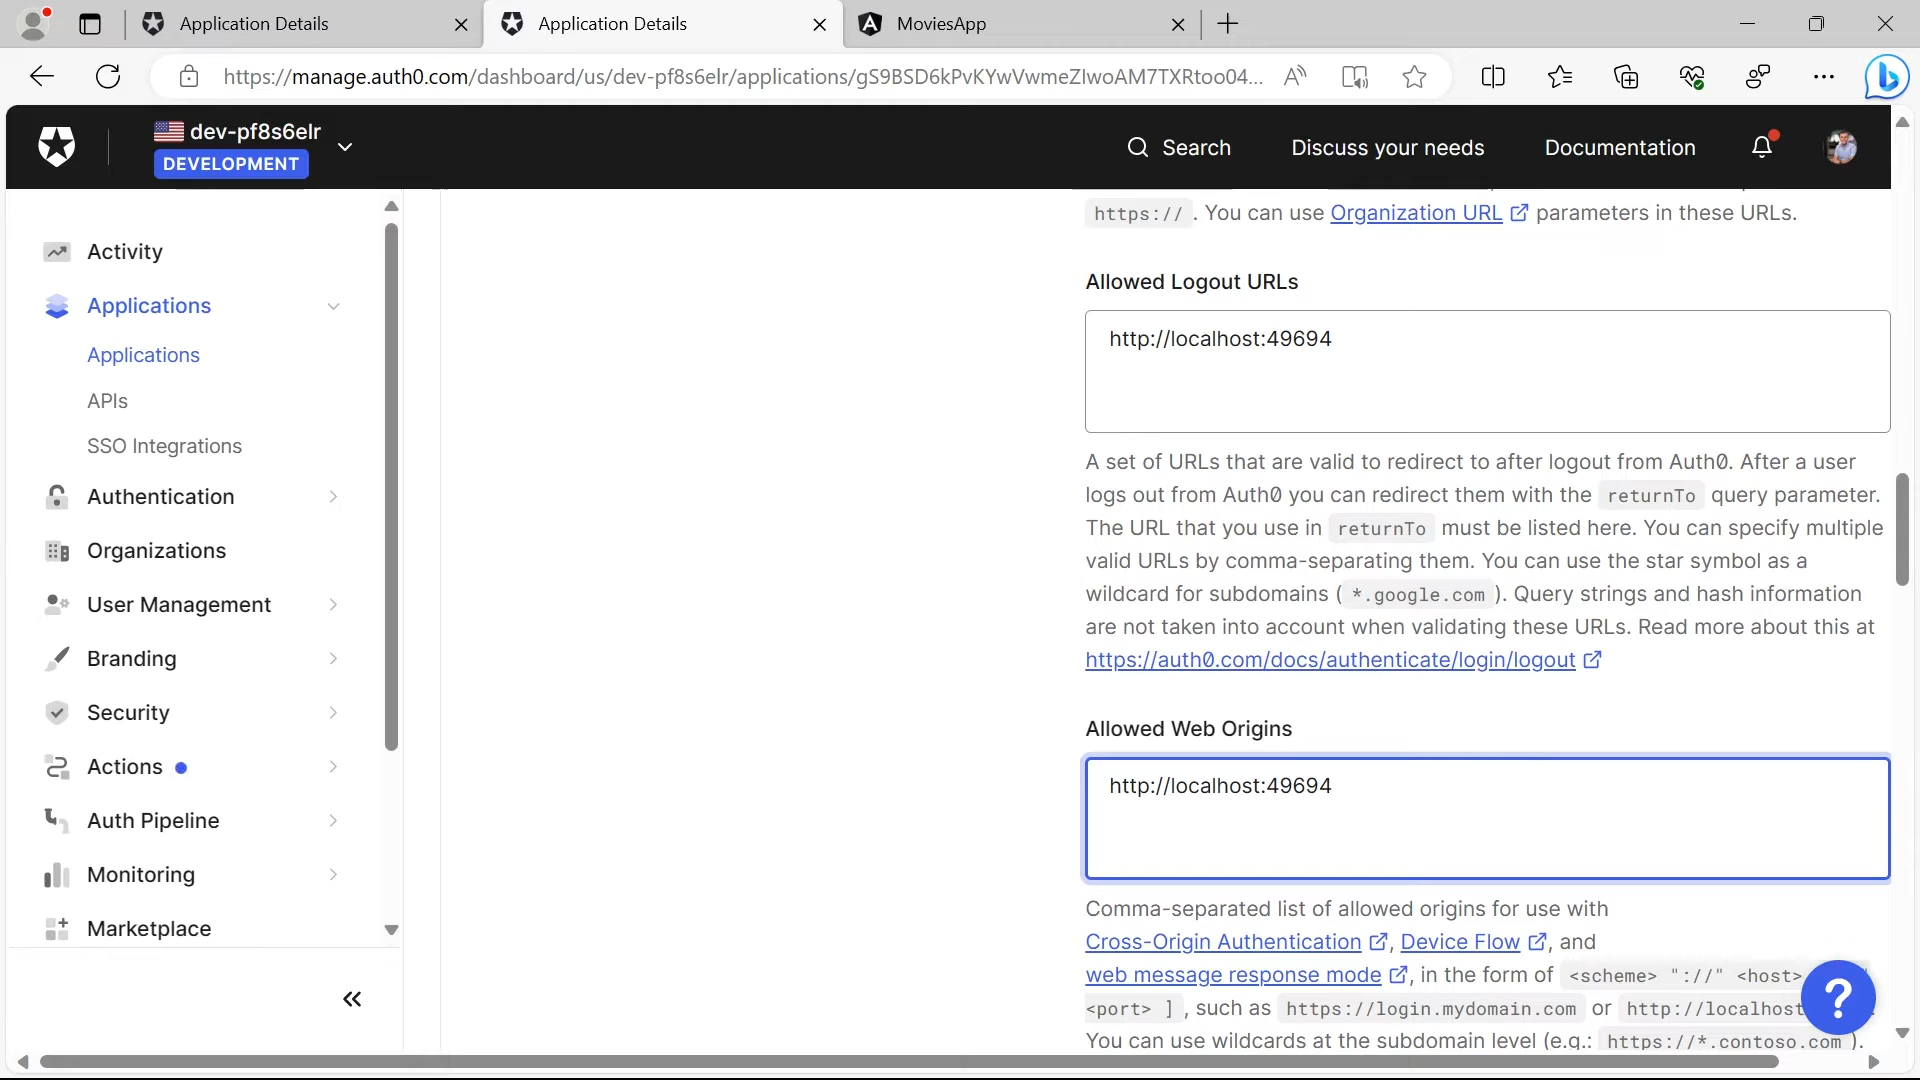 Application Details
Application Details
MoviesApp
https://manage.auth0.com/dashboard/us/dev-pf8s6elr/applications/gS9BSD6kPvKYwVwmeZIwoAM7TXRtoo04...
dev-pf8s6elr
DEVELOPMENT
Search
Discuss your needs
Documentation
Activity
Applications
Applications
APIs
SSO Integrations
Authentication
Organizations
User Management
Branding
Security
Actions
Auth Pipeline
Monitoring
Marketplace
https:// . You can use Organization URL parameters in these URLs.
Allowed Logout URLs
http://localhost:49694
A set of URLs that are valid to redirect to after logout from Auth0. After a user
logs out from Auth0 you can redirect them with the returnTo query parameter.
The URL that you use in returnTo must be listed here. You can specify multiple
valid URLs by comma-separating them. You can use the star symbol as a
wildcard for subdomains ( *.google.com ). Query strings and hash information
are not taken into account when validating these URLs. Read more about this at
https://auth0.com/docs/authenticate/login/logout
Allowed Web Origins
http://localhost:49694
Comma-separated list of allowed origins for use with
Cross-Origin Authentication , Device Flow , and
web message response mode , in the form of <scheme> "://" <host>
<port> ] , such as https://login.mydomain.com or http://localhost
You can use wildcards at the subdomain level (e.g.: https://*.contoso.com ).
?